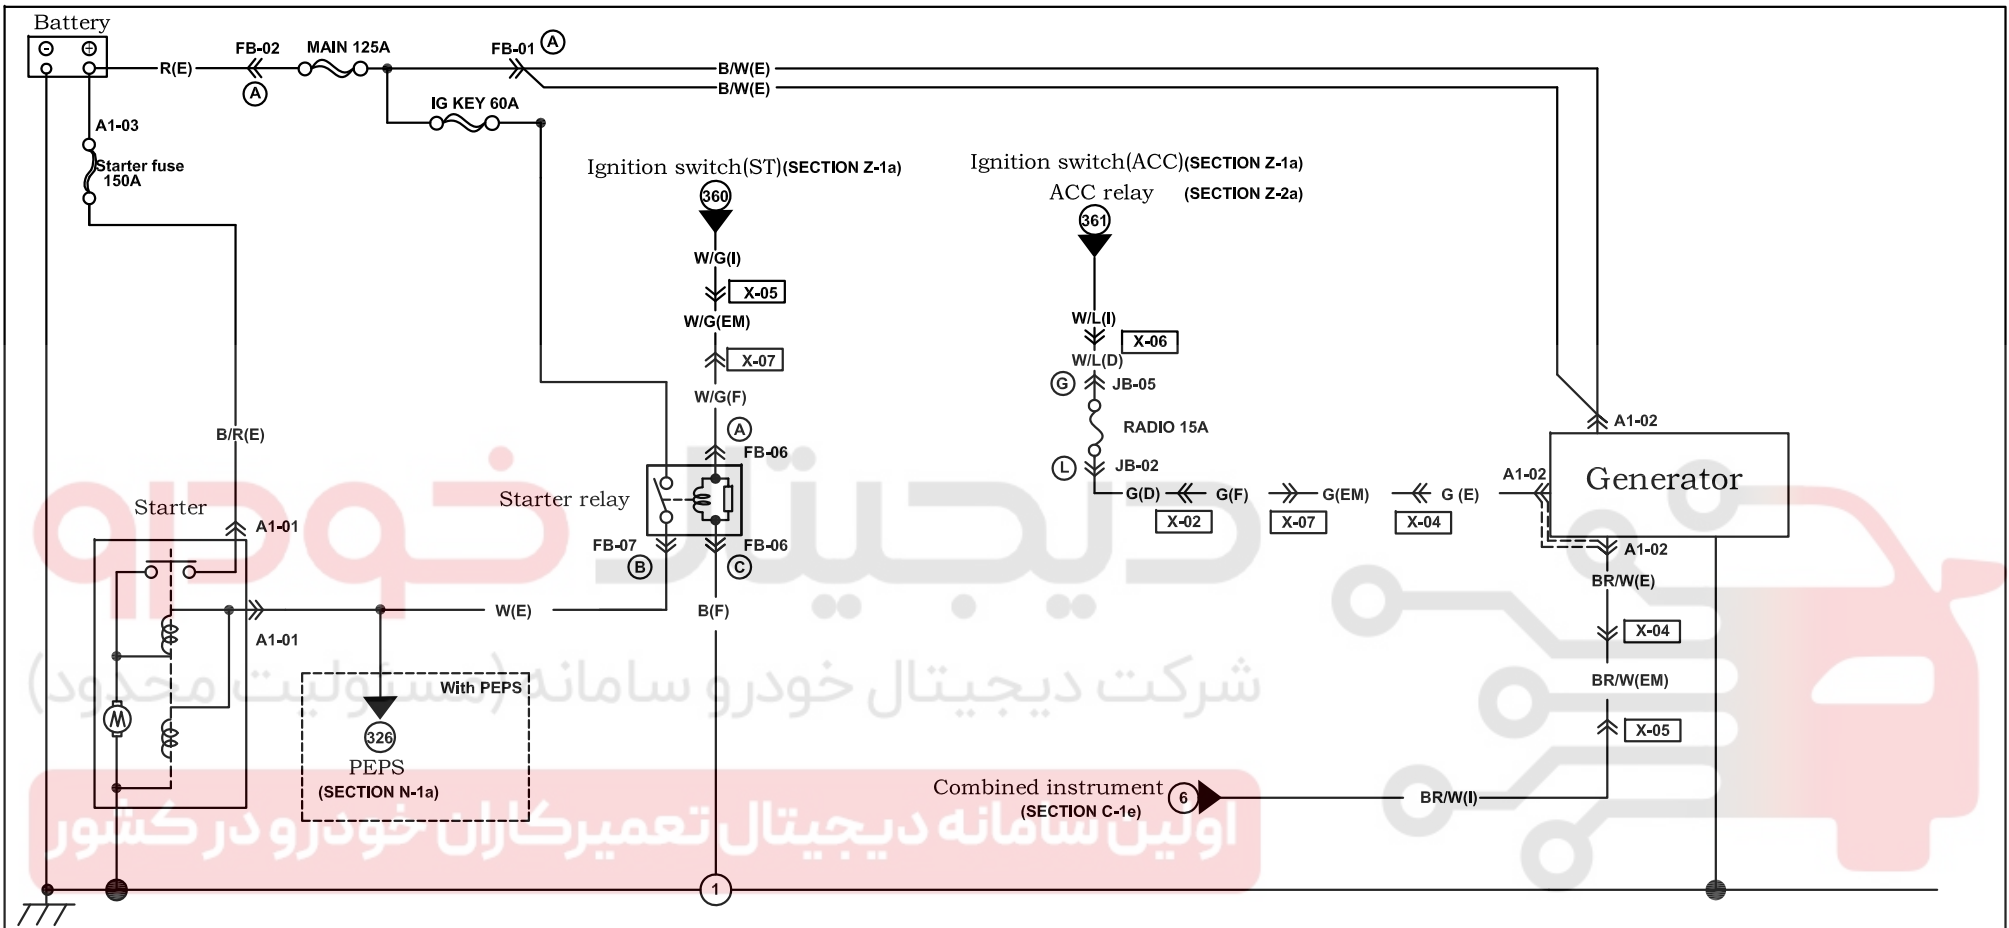 Battery
FB-02
MAIN 125A
FB-01
A
R(E)
B/W(E)
B/W(E)
A
IG KEY 60A
A1-03
Starter fuse
150A
Ignition switch(ST)(SECTION Z-1a)
360
Ignition switch(ACC)(SECTION Z-1a)
ACC relay (SECTION Z-2a)
361
W/G(I)
X-05
W/G(EM)
X-07
W/G(F)
W/L(I)
X-06
W/L(D)
G
JB-05
RADIO 15A
L
JB-02
B/R(E)
A
FB-06
A1-02
A1-02
Generator
G(D)
G(F)
G(EM)
G (E)
X-02
X-07
X-04
Starter relay
Starter
A1-01
FB-07
FB-06
B
C
A1-02
BR/W(E)
A1-01
W(E)
B(F)
X-04
BR/W(EM)
X-05
With PEPS
M
326
PEPS
(SECTION N-1a)
Combined instrument
(SECTION C-1e)
6
BR/W(I)
1
دیجیتال خودرو
شرکت دیجیتال خودرو سامانه (مسئولیت محدود)
اولین سامانه دیجیتال تعمیرکاران خودرو در کشور